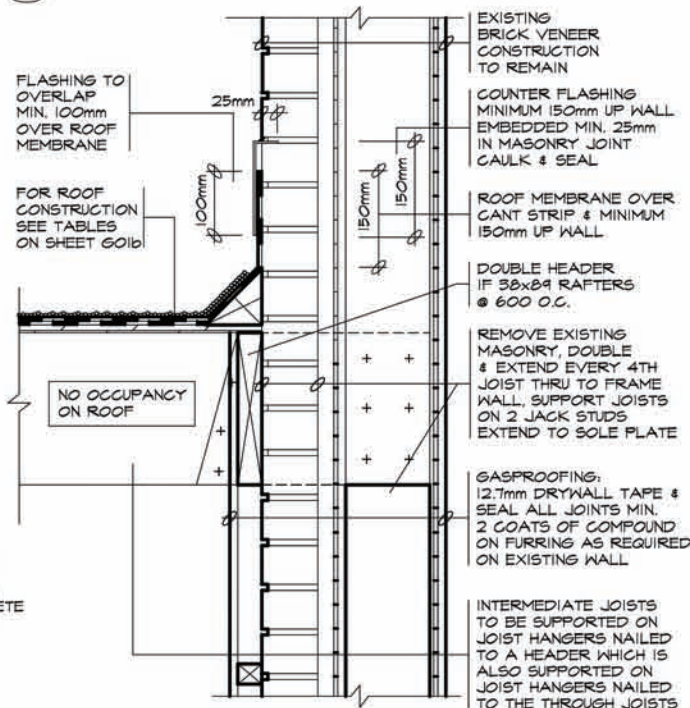 FLASHING TO
OVERLAP
MIN. 100mm
OVER ROOF
MEMBRANE
FOR ROOF
CONSTRUCTION
SEE TABLES
ON SHEET G01b
NO OCCUPANCY
ON ROOF
ETE
25mm
100mm
150mm
150mm
EXISTING
BRICK VENEER
CONSTRUCTION
TO REMAIN
COUNTER FLASHING
MINIMUM 150mm UP WALL
EMBEDDED MIN. 25mm
IN MASONRY JOINT
CAULK & SEAL
ROOF MEMBRANE OVER
CANT STRIP & MINIMUM
150mm UP WALL
DOUBLE HEADER
IF 38x89 RAFTERS
@ 600 O.C.
REMOVE EXISTING
MASONRY, DOUBLE
& EXTEND EVERY 4TH
JOIST THRU TO FRAME
WALL, SUPPORT JOISTS
ON 2 JACK STUDS
EXTEND TO SOLE PLATE
GASPROOFING:
12.7mm DRYWALL TAPE &
SEAL ALL JOINTS MIN.
2 COATS OF COMPOUND
ON FURRING AS REQUIRED
ON EXISTING WALL
INTERMEDIATE JOISTS
TO BE SUPPORTED ON
JOIST HANGERS NAILED
TO A HEADER WHICH IS
ALSO SUPPORTED ON
JOIST HANGERS NAILED
TO THE THROUGH JOISTS